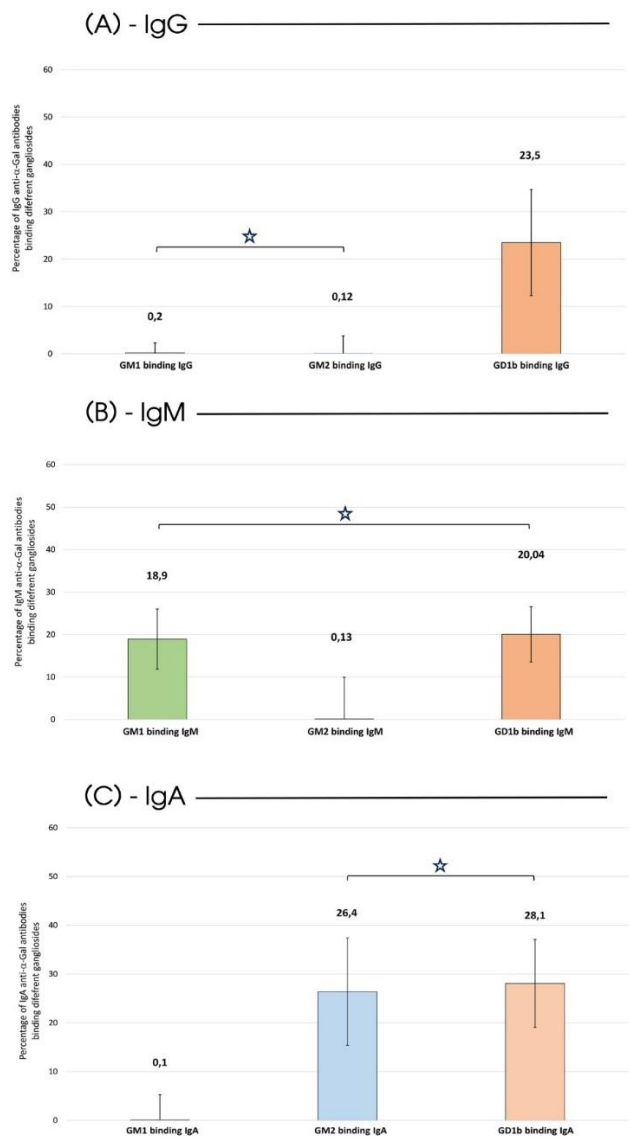 (A) - IgG
Percentage of IgG anti-α-Gal antibodies
binding difefrent gangliosides
60
50
40
30
20
10
0
0,2
0,12
23,5
GM1 binding IgG
GM2 binding IgG
GD1b binding IgG
(B) - IgM
Percentage of IgM anti-α-Gal antibodies
binding difefrent gangliosides
60
50
40
30
20
10
0
18,9
0,13
20,04
GM1 binding IgM
GM2 binding IgM
GD1b binding IgM
(C) - IgA
Percentage of IgA anti-α-Gal antibodies
binding difefrent gangliosides
60
50
40
30
20
10
0
0,1
26,4
28,1
GM1 binding IgA
GM2 binding IgA
GD1b binding IgA